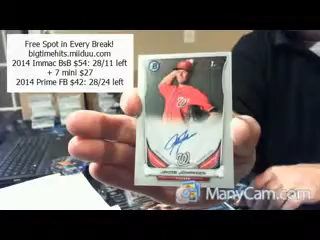 Free Spot in Every Break!
bigtimehits.miiduu.com
2014 Immac BsB $54: 28/11 left
+ 7 mini $27
2014 Prime FB $42: 28/24 left
1st
W
ManyCam.com